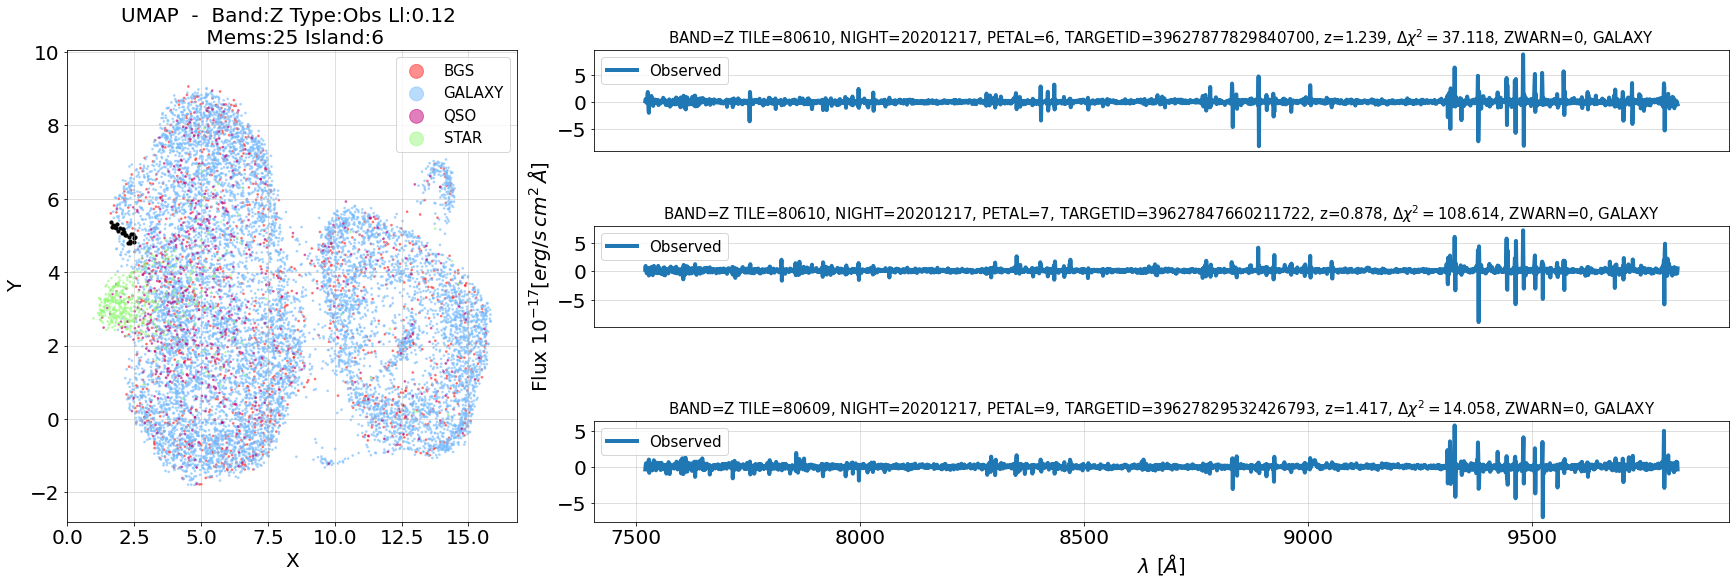 UMAP - Band:Z Type:Obs Ll:0.12
Mems:25 Island:6
10
8
6
4
2
0
−2
Y
0.0 2.5 5.0 7.5 10.0 12.5 15.0
X
BGS
GALAXY
QSO
STAR
Flux 10⁻¹⁷[erg/s cm² Å]
BAND=Z TILE=80610, NIGHT=20201217, PETAL=6, TARGETID=39627877829840700, z=1.239, Δχ² = 37.118, ZWARN=0, GALAXY
Observed
5
0
−5
BAND=Z TILE=80610, NIGHT=20201217, PETAL=7, TARGETID=39627847660211722, z=0.878, Δχ² = 108.614, ZWARN=0, GALAXY
Observed
5
0
−5
BAND=Z TILE=80609, NIGHT=20201217, PETAL=9, TARGETID=39627829532426793, z=1.417, Δχ² = 14.058, ZWARN=0, GALAXY
Observed
5
0
−5
7500 8000 8500 9000 9500
λ [Å]